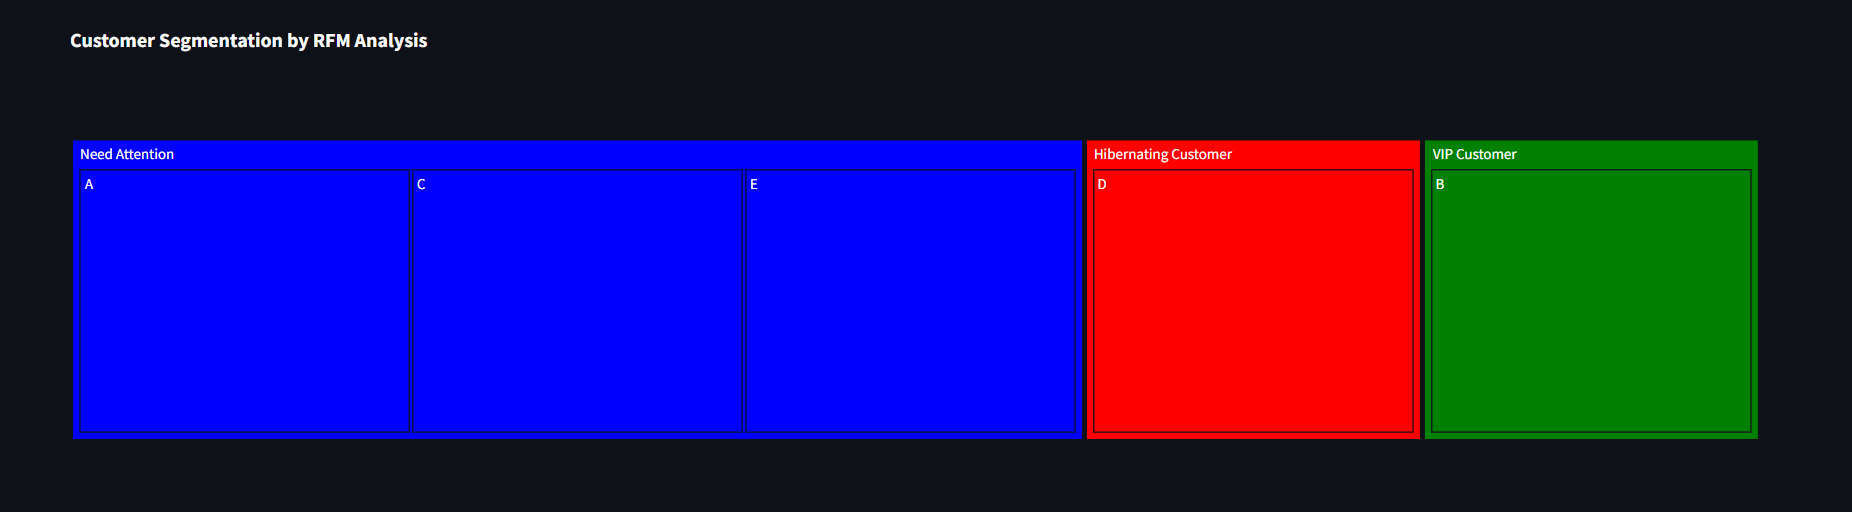 Customer Segmentation by RFM Analysis
Need Attention
Hibernating Customer
VIP Customer
A
C
E
D
B